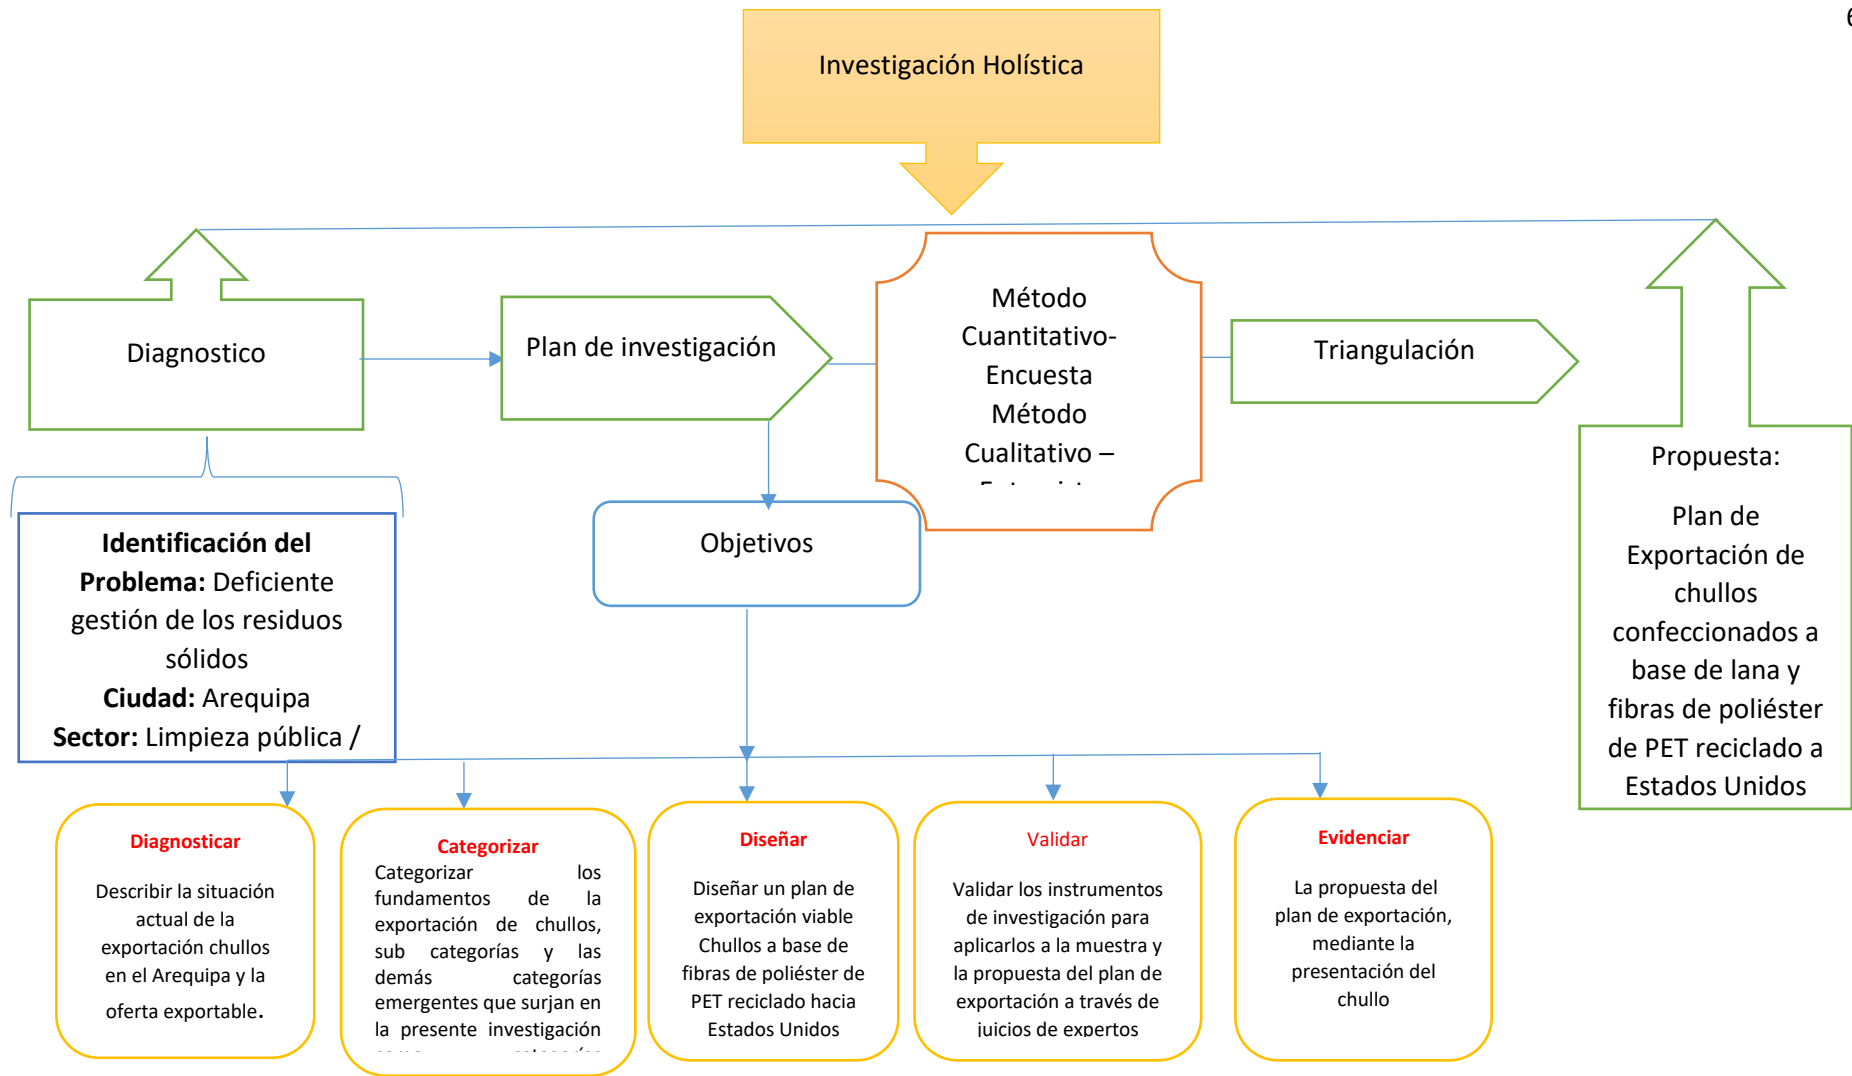 6
Investigación Holística
Diagnostico
Plan de investigación
Método
Cuantitativo-
Encuesta
Método
Cualitativo –
Triangulación
Propuesta:
Plan de
Exportación de
chullos
confeccionados a
base de lana y
fibras de poliéster
de PET reciclado a
Estados Unidos
Identificación del
Problema: Deficiente
gestión de los residuos
sólidos
Ciudad: Arequipa
Sector: Limpieza pública /
Objetivos
Diagnosticar
Describir la situación
actual de la
exportación chullos
en el Arequipa y la
oferta exportable.
Categorizar
Categorizar los
fundamentos de la
exportación de chullos,
sub categorías y las
demás categorías
emergentes que surjan en
la presente investigación
Diseñar
Diseñar un plan de
exportación viable
Chullos a base de
fibras de poliéster de
PET reciclado hacia
Estados Unidos
Validar
Validar los instrumentos
de investigación para
aplicarlos a la muestra y
la propuesta del plan de
exportación a través de
juicios de expertos
Evidenciar
La propuesta del
plan de exportación,
mediante la
presentación del
chullo